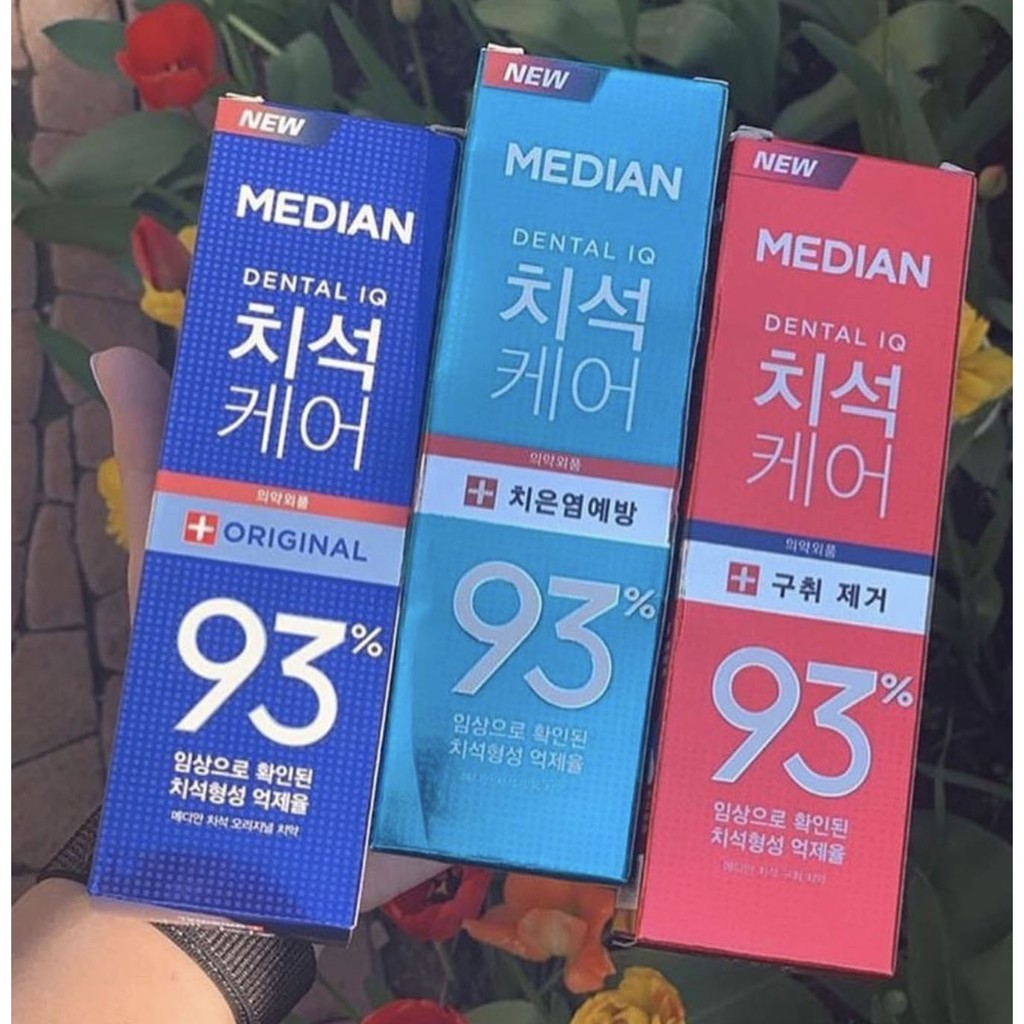 NEW
MEDIAN
DENTAL IQ
치석
케어
의약외품
ORIGINAL
93%
임상으로 확인된
치석형성 억제율
메디안 치석 오리지널 치약
NEW
MEDIAN
DENTAL IQ
치석
케어
의약외품
치은염예방
93%
임상으로 확인된
치석형성 억제율
NEW
MEDIAN
DENTAL IQ
치석
케어
의약외품
구취 제거
93%
임상으로 확인된
치석형성 억제율
메디안 치석 구취 치약